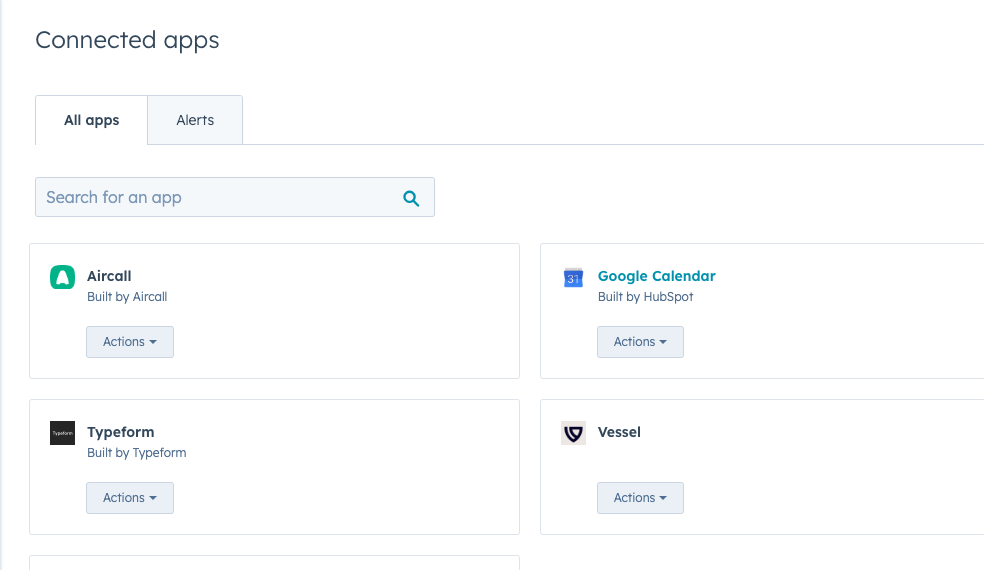 Connected apps
All apps
Alerts
Search for an app
Aircall
Built by Aircall
Actions
31
Google Calendar
Built by HubSpot
Actions
Typeform
Typeform
Built by Typeform
Actions
Vessel
Actions